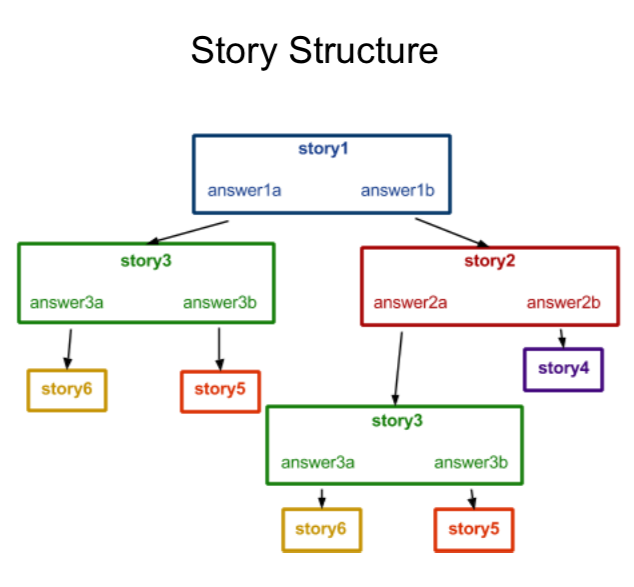 Story Structure
story1
answer1a answer1b
story3
answer3a answer3b
story2
answer2a answer2b
story6
story5
story4
story3
answer3a answer3b
story6
story5